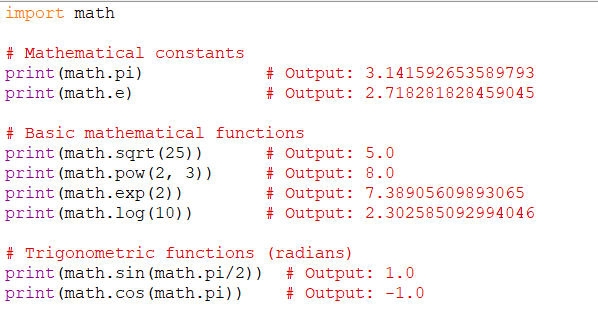 import math
# Mathematical constants
print(math.pi)             # Output: 3.141592653589793
print(math.e)              # Output: 2.718281828459045
# Basic mathematical functions
print(math.sqrt(25))       # Output: 5.0
print(math.pow(2, 3))      # Output: 8.0
print(math.exp(2))         # Output: 7.38905609893065
print(math.log(10))        # Output: 2.302585092994046
# Trigonometric functions (radians)
print(math.sin(math.pi/2))  # Output: 1.0
print(math.cos(math.pi))    # Output: -1.0